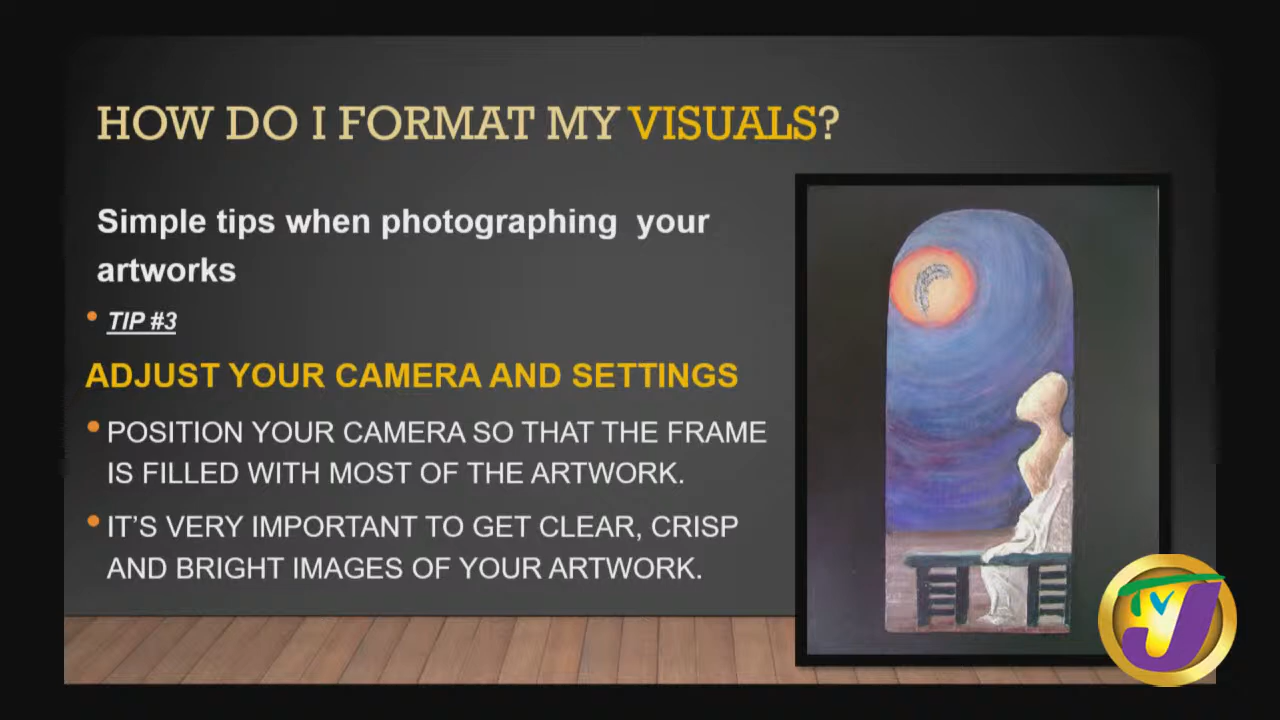 HOW DO I FORMAT MY VISUALS?
Simple tips when photographing your
artworks
• TIP #3
ADJUST YOUR CAMERA AND SETTINGS
• POSITION YOUR CAMERA SO THAT THE FRAME
IS FILLED WITH MOST OF THE ARTWORK.
• IT’S VERY IMPORTANT TO GET CLEAR, CRISP
AND BRIGHT IMAGES OF YOUR ARTWORK.
TVJ